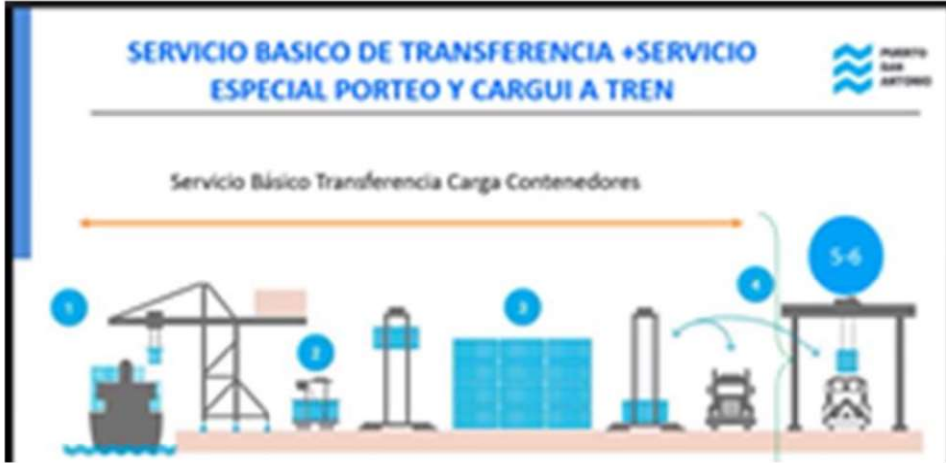 SERVICIO BASICO DE TRANSFERENCIA +SERVICIO
ESPECIAL PORTEO Y CARGUI A TREN
PUERTO
SAN
ANTONIO
Servicio Básico Transferencia Carga Contenedores
1
2
3
4
5-6